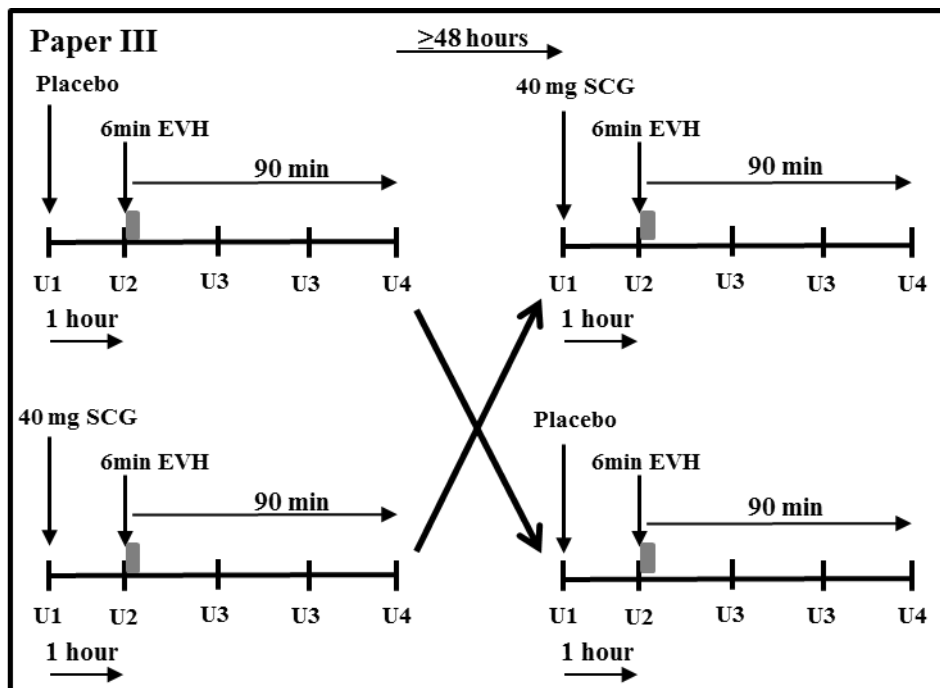 Paper III
≥48 hours
Placebo
6min EVH
90 min
U1 U2 U3 U3 U4
1 hour
40 mg SCG
6min EVH
90 min
U1 U2 U3 U3 U4
1 hour
40 mg SCG
6min EVH
90 min
U1 U2 U3 U3 U4
1 hour
Placebo
6min EVH
90 min
U1 U2 U3 U3 U4
1 hour